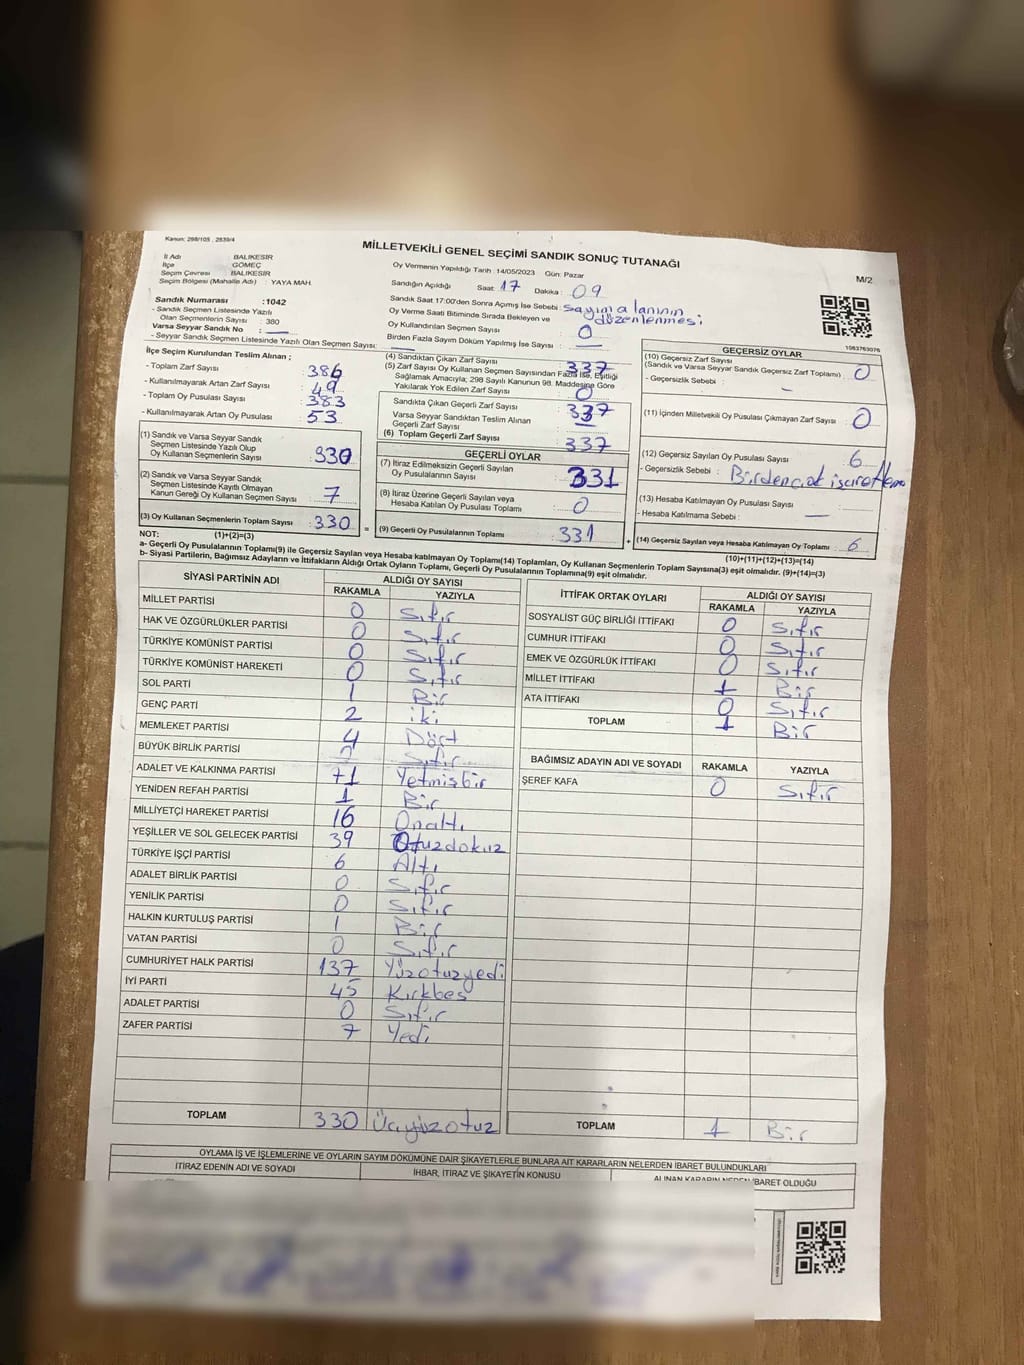 Kanun: 298/105 , 2839/4
MİLLETVEKİLİ GENEL SEÇİMİ SANDIK SONUÇ TUTANAĞI
M/2
İl Adı BALIKESİR
İlçe GÖMEÇ
Seçim Çevresi BALIKESİR
Seçim Bölgesi (Mahalle Adı) : YAYA MAH.
Oy Vermenin Yapıldığı Tarih :14/05/2023 Gün: Pazar
Sandığın Açıldığı Saat: 17 Dakika : 09
Sandık Saat 17:00'den Sonra Açımış İse Sebebi: Sayım alanının
düzenlenmesi
Oy Verme Saati Bitiminde Sırada Bekleyen ve
Oy Kullandırılan Seçmen Sayısı : 0
Birden Fazla Sayım Döküm Yapılmış İse Sayısı : —
Sandık Numarası :1042
- Sandık Seçmen Listesinde Yazılı
Olan Seçmenlerin Sayısı : 380
Varsa Seyyar Sandık No : —
- Seyyar Sandık Seçmen Listesinde Yazılı Olan Seçmen Sayısı:
1063763076
İlçe Seçim Kurulundan Teslim Alınan ;
- Toplam Zarf Sayısı : 386
- Kullanılmayarak Artan Zarf Sayısı : 49
- Toplam Oy Pusulası Sayısı : 383
- Kullanılmayarak Artan Oy Pusulası : 53
(1) Sandık ve Varsa Seyyar Sandık
Seçmen Listesinde Yazılı Olup
Oy Kullanan Seçmenlerin Sayısı : 330
(2) Sandık ve Varsa Seyyar Sandık
Seçmen Listesinde Kayıtlı Olmayan
Kanun Gereği Oy Kullanan Seçmen Sayısı : 7
(3) Oy Kullanan Seçmenlerin Toplam Sayısı : 330
(1)+(2)=(3)
(4) Sandıktan Çıkan Zarf Sayısı : 337
(5) Zarf Sayısı Oy Kullanan Seçmen Sayısından Fazla İse, Eşitliği
Sağlamak Amacıyla; 298 Sayılı Kanunun 98. Maddesine Göre
Yakılarak Yok Edilen Zarf Sayısı : 0
Sandıkta Çıkan Geçerli Zarf Sayısı : 337
Varsa Seyyar Sandıktan Teslim Alınan
Geçerli Zarf Sayısı : —
(6) Toplam Geçerli Zarf Sayısı : 337
GEÇERLİ OYLAR
(7) İtiraz Edilmeksizin Geçerli Sayılan
Oy Pusulalarının Sayısı : 331
(8) İtiraz Üzerine Geçerli Sayılan veya
Hesaba Katılan Oy Pusulası Toplamı : 0
= (9) Geçerli Oy Pusulalarının Toplamı : 331
GEÇERSİZ OYLAR
(10) Geçersiz Zarf Sayısı
(Sandık ve Varsa Seyyar Sandık Geçersiz Zarf Toplamı) : 0
- Geçersizlik Sebebi : -
(11) İçinden Milletvekili Oy Pusulası Çıkmayan Zarf Sayısı : 0
(12) Geçersiz Sayılan Oy Pusulası Sayısı : 6
- Geçersizlik Sebebi : Birden çok işaretleme
(13) Hesaba Katılmayan Oy Pusulası Sayısı : —
- Hesaba Katılmama Sebebi :
+ (14) Geçersiz Sayılan veya Hesaba Katılmayan Oy Toplamı : 6
(10)+(11)+(12)+(13)=(14)
NOT:
a- Geçerli Oy Pusulalarının Toplamı(9) ile Geçersiz Sayılan veya Hesaba katılmayan Oy Toplamı(14) Toplamları, Oy Kullanan Seçmenlerin Toplam Sayısına(3) eşit olmalıdır. (9)+(14)=(3)
b- Siyasi Partilerin, Bağımsız Adayların ve İttifakların Aldığı Ortak Oyların Toplamı, Geçerli Oy Pusulalarının Toplamına(9) eşit olmalıdır.
SİYASİ PARTİNİN ADI ALDIĞI OY SAYISI
RAKAMLA YAZIYLA
MİLLET PARTİSİ 0 Sıfır
HAK VE ÖZGÜRLÜKLER PARTİSİ 0 Sıfır
TÜRKİYE KOMÜNİST PARTİSİ 0 Sıfır
TÜRKİYE KOMÜNİST HAREKETİ 0 Sıfır
SOL PARTİ 1 Bir
GENÇ PARTİ 2 iki
MEMLEKET PARTİSİ 4 Dört
BÜYÜK BİRLİK PARTİSİ Sıfır
ADALET VE KALKINMA PARTİSİ 71 Yetmişbir
YENİDEN REFAH PARTİSİ 1 Bir
MİLLİYETÇİ HAREKET PARTİSİ 16 Onaltı
YEŞİLLER VE SOL GELECEK PARTİSİ 39 Otuzdokuz
TÜRKİYE İŞÇİ PARTİSİ 6 Altı
ADALET BİRLİK PARTİSİ 0 Sıfır
YENİLİK PARTİSİ 0 Sıfır
HALKIN KURTULUŞ PARTİSİ 1 Bir
VATAN PARTİSİ 0 Sıfır
CUMHURİYET HALK PARTİSİ 137 Yüzotuzyedi
İYİ PARTİ 45 Kırkbeş
ADALET PARTİSİ 0 Sıfır
ZAFER PARTİSİ 7 Yedi
TOPLAM 330 Üçyüzotuz
İTTİFAK ORTAK OYLARI ALDIĞI OY SAYISI
RAKAMLA YAZIYLA
SOSYALİST GÜÇ BİRLİĞİ İTTİFAKI 0 Sıfır
CUMHUR İTTİFAKI 0 Sıfır
EMEK VE ÖZGÜRLÜK İTTİFAKI 0 Sıfır
MİLLET İTTİFAKI 1 Bir
ATA İTTİFAKI 0 Sıfır
TOPLAM 1 Bir
BAĞIMSIZ ADAYIN ADI VE SOYADI RAKAMLA YAZIYLA
ŞEREF KAFA 0 Sıfır
TOPLAM 1 Bir
OYLAMA İŞ VE İŞLEMLERİNE VE OYLARIN SAYIM DÖKÜMÜNE DAİR ŞİKAYETLERLE BUNLARA AİT KARARLARIN NELERDEN İBARET BULUNDUKLARI
İTİRAZ EDENİN ADI VE SOYADI İHBAR, İTİRAZ VE ŞİKAYETİN KONUSU ALINAN KARARIN NEDEN İBARET OLDUĞU